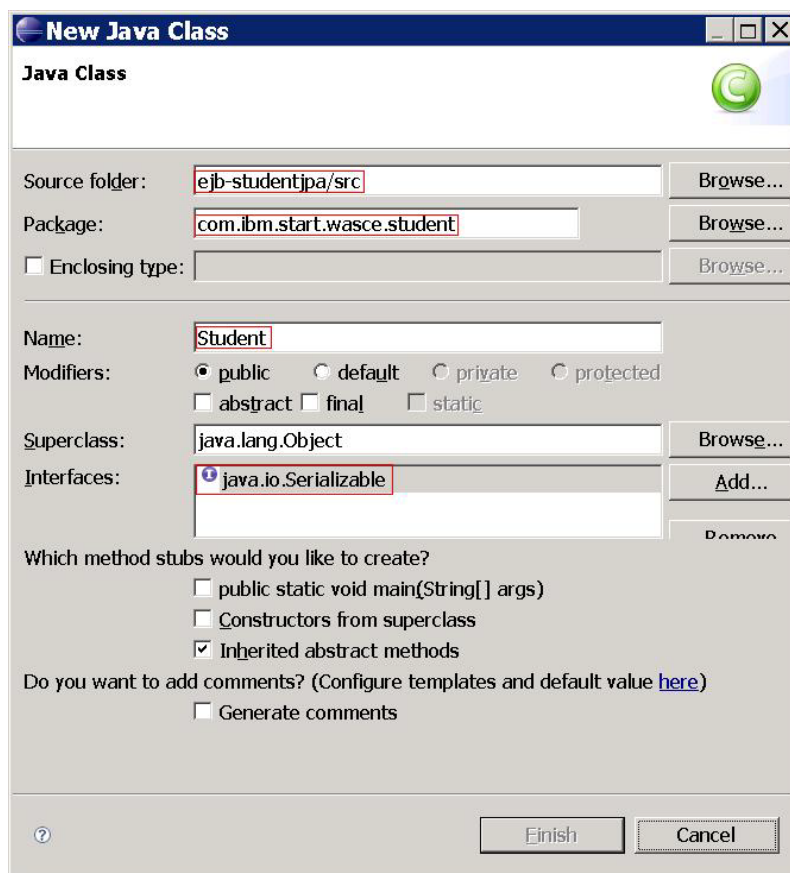 New Java Class
Java Class
Source folder: ejb-studentjpa/src Browse...
Package: com.ibm.start.wasce.student Browse...
Enclosing type: Browse...
Name: Student
Modifiers: public default private protected
abstract final static
Superclass: java.lang.Object Browse...
Interfaces: java.io.Serializable Add...
Remove
Which method stubs would you like to create?
public static void main(String[] args)
Constructors from superclass
Inherited abstract methods
Do you want to add comments? (Configure templates and default value here)
Generate comments
Finish Cancel